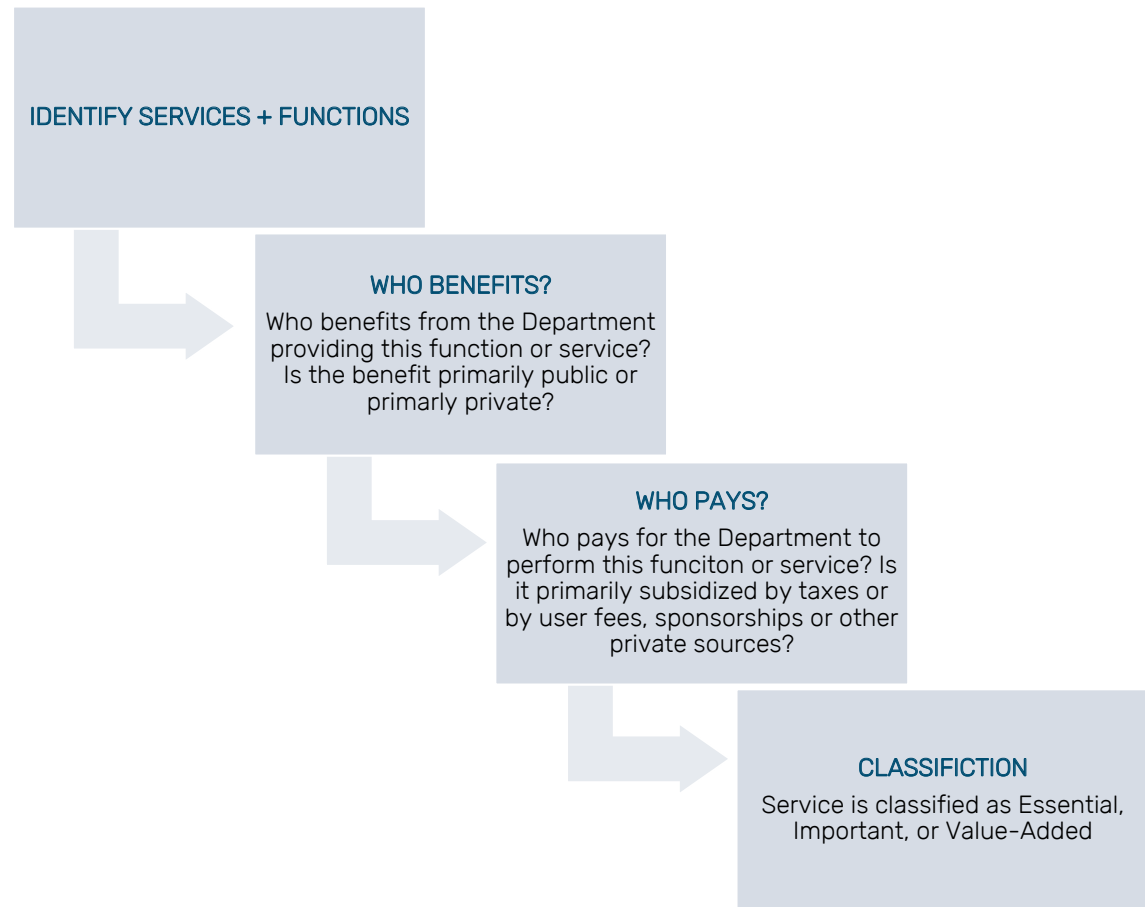 IDENTIFY SERVICES + FUNCTIONS
WHO BENEFITS?
Who benefits from the Department
providing this function or service?
Is the benefit primarily public or
primarly private?
WHO PAYS?
Who pays for the Department to
perform this funciton or service? Is
it primarily subsidized by taxes or
by user fees, sponsorships or other
private sources?
CLASSIFICTION
Service is classified as Essential,
Important, or Value-Added